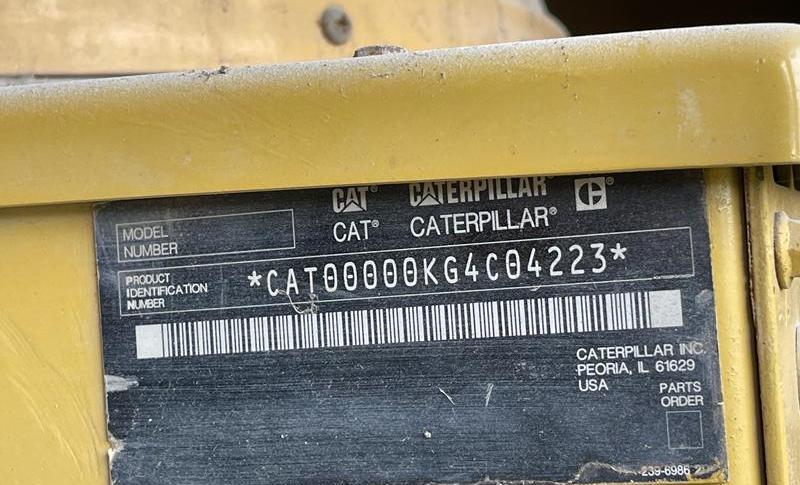 CAT® CATERPILLAR®
CAT® CATERPILLAR®
MODEL
NUMBER
PRODUCT
IDENTIFICATION
NUMBER
*CAT00000KG4C04223*
CATERPILLAR INC.
PEORIA, IL 61629
USA
PARTS
ORDER
239-6986